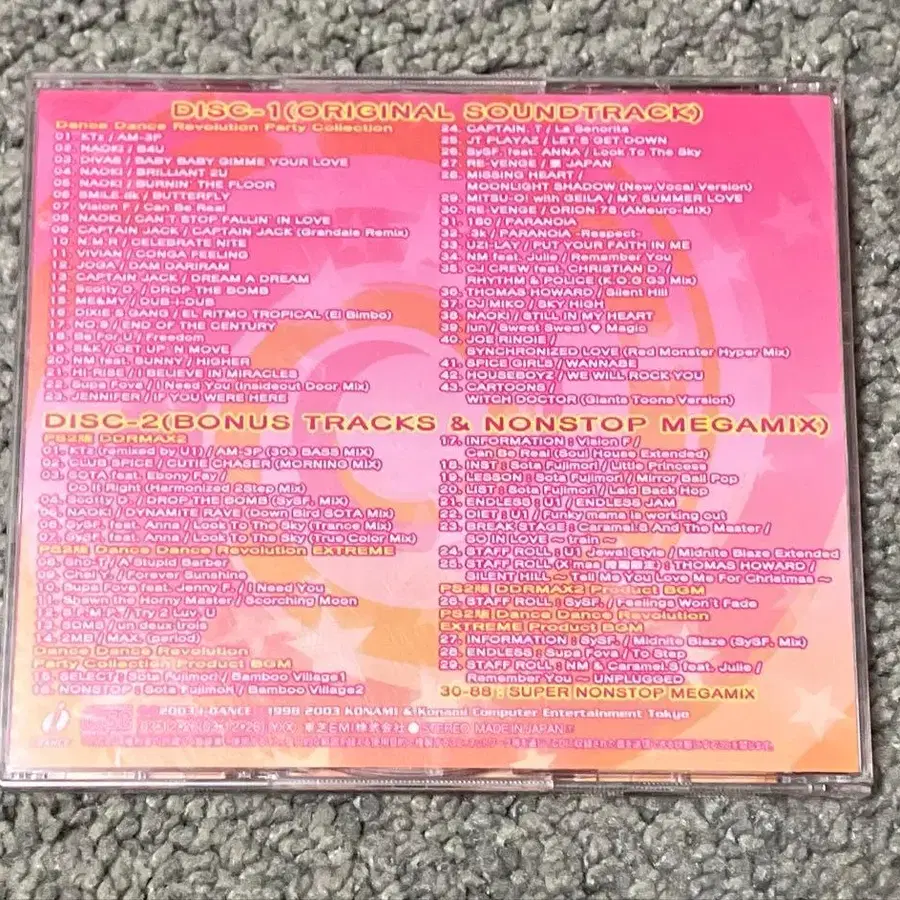 DISC-1(ORIGINAL SOUNDTRACK)
Dance Dance Revolution Party Collection
01. KTz / AM-3P
02. NAOKI / B4U
03. DIVAS / BABY BABY GIMME YOUR LOVE
04. NAOKI / BRILLIANT 2U
05. NAOKI / BURNIN' THE FLOOR
06. SMILE.dk / BUTTERFLY
07. Vision F / Can Be Real
08. NAOKI / CAN'T STOP FALLIN' IN LOVE
09. CAPTAIN JACK / CAPTAIN JACK (Grandale Remix)
10. N.M.R / CELEBRATE NITE
11. VIVIAN / CONGA FEELING
12. JOGA / DAM DARIRAM
13. CAPTAIN JACK / DREAM A DREAM
14. Scotty D. / DROP THE BOMB
15. ME&MY / DUB-I-DUB
16. DIXIE'S GANG / EL RITMO TROPICAL (El Bimbo)
17. NO.9 / END OF THE CENTURY
18. Be For U / Freedom
19. S&K / GET UP 'N MOVE
20. NM feat. SUNNY / HIGHER
21. HI-RISE / I BELIEVE IN MIRACLES
22. Supa Fova / I Need You (Insideout Door Mix)
23. JENNIFER / IF YOU WERE HERE
24. CAPTAIN. T / La Senorita
25. JT PLAYAZ / LET'S GET DOWN
26. SySF. feat. ANNA / Look To The Sky
27. RE-VENGE / JAPAN
28. MISSING HEART /
MOONLIGHT SHADOW (New Vocal Version)
29. MITSU-O! with GEILA / MY SUMMER LOVE
30. RE-VENGE / ORION.78 (AMeuro-MIX)
31. 180 / PARANOiA
32. .3k / PARANOiA -Respect-
33. UZI-LAY / PUT YOUR FAITH IN ME
34. NM feat. Julie / Remember You
35. CJ CREW feat. CHRISTIAN D. /
RHYTHM & POLICE (K.O.G G3 Mix)
36. THOMAS HOWARD / Silent Hill
37. DJ MIKO / SKY HIGH
38. NAOKI / STILL IN MY HEART
39. jun / Sweet Sweet ♥ Magic
40. JOE RINOIE /
SYNCHRONIZED LOVE (Red Monster Hyper Mix)
41. SPICE GIRLS / WANNABE
42. HOUSEBOYZ / WE WILL ROCK YOU
43. CARTOONS /
WITCH DOCTOR (Giants Toons Version)
DISC-2(BONUS TRACKS & NONSTOP MEGAMIX)
PS2版 DDRMAX2
01. KTz (remixed by U1) / AM-3P (303 BASS MIX)
02. CLUB SPICE / CUTIE CHASER (MORNING MIX)
03. SOTA feat. Ebony Fay /
Do It Right (Harmonized 2Step Mix)
04. Scotty D / DROP THE BOMB (SySF. MIX)
05. NAOKI / DYNAMITE RAVE (Down Bird SOTA Mix)
06. SySF. feat. Anna / Look To The Sky (Trance Mix)
07. SySF. feat. Anna / Look To The Sky (True Color Mix)
PS2版 Dance Dance Revolution EXTREME
08. Sho-T / A Stupid Barber
09. Chel Y. / Forever Sunshine
10. Supa Fova feat. Jenny F. / I Need You
11. Shawn the Horny Master / Scorching Moon
12. I.M.F. / Try 2 Luv U
13. SDMS / un deux trois
14. 2MB / MAX. (period)
Dance Dance Revolution
Party Collection Product BGM
15. SELECT : Sota Fujimori / Bamboo Village1
16. NONSTOP : Sota Fujimori / Bamboo Village2
17. INFORMATION : Vision F /
Can Be Real (Soul House Extended)
18. INST : Sota Fujimori / Little Princess
19. LESSON : Sota Fujimori / Mirror Ball Pop
20. LIST : Sota Fujimori / Laid Back Hop
21. ENDLESS : U1 / ENDLESS JAM
22. DIET : U1 / Funky mama is working out
23. BREAK STAGE : Caramel.S And The Master /
SO IN LOVE ～ train ～
24. STAFF ROLL : U1 Jewel Style / Midnite Blaze Extended
25. STAFF ROLL (X'mas 時期限定) : THOMAS HOWARD /
SILENT HILL ～ Tell Me You Love Me For Christmas ～
PS2版 DDRMAX2 Product BGM
26. STAFF ROLL : SySF. / Feelings Won't Fade
PS2版 Dance Dance Revolution
EXTREME Product BGM
27. INFORMATION : SySF. / Midnite Blaze (SySF. Mix)
28. ENDLESS : Supa Fova / To Step
29. STAFF ROLL : NM & Caramel.S feat. Julie /
Remember You ～ UNPLUGGED
30-88 : SUPER NONSTOP MEGAMIX
MADE IN JAPAN
東芝EMI株式会社
STEREO